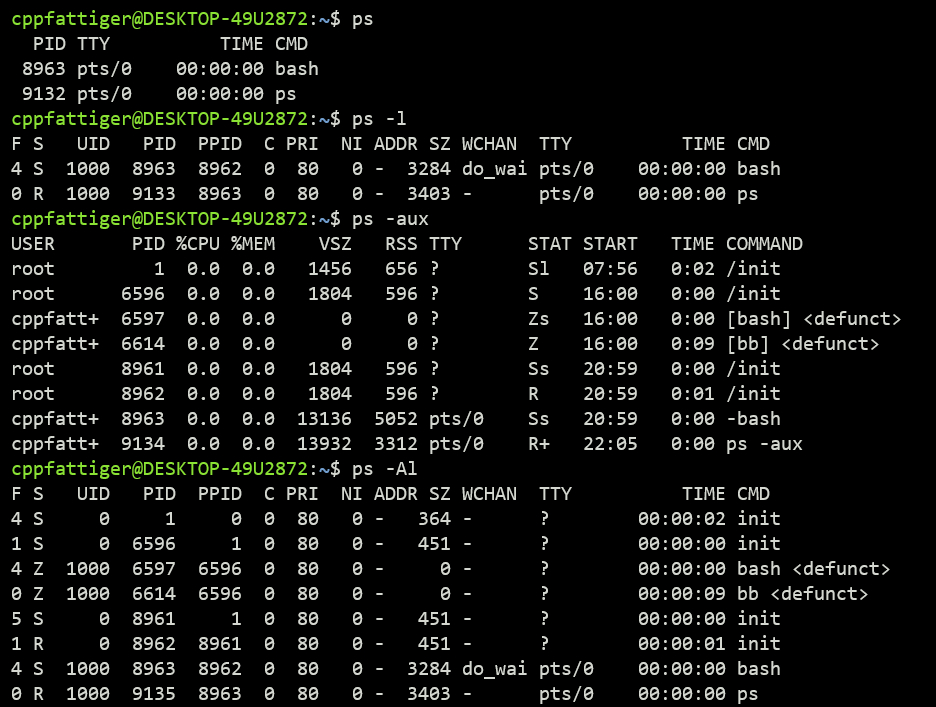 cppfattiger@DESKTOP-49U2872:~$ ps
  PID TTY          TIME CMD
 8963 pts/0    00:00:00 bash
 9132 pts/0    00:00:00 ps
cppfattiger@DESKTOP-49U2872:~$ ps -l
F S   UID   PID  PPID  C PRI  NI ADDR SZ WCHAN  TTY          TIME CMD
4 S  1000  8963  8962  0  80   0 -  3284 do_wai pts/0    00:00:00 bash
0 R  1000  9133  8963  0  80   0 -  3403 -      pts/0    00:00:00 ps
cppfattiger@DESKTOP-49U2872:~$ ps -aux
USER       PID %CPU %MEM    VSZ   RSS TTY      STAT START   TIME COMMAND
root         1  0.0  0.0   1456   656 ?        Sl   07:56   0:02 /init
root      6596  0.0  0.0   1804   596 ?        S    16:00   0:00 /init
cppfatt+  6597  0.0  0.0      0     0 ?        Zs   16:00   0:00 [bash] <defunct>
cppfatt+  6614  0.0  0.0      0     0 ?        Z    16:00   0:09 [bb] <defunct>
root      8961  0.0  0.0   1804   596 ?        Ss   20:59   0:00 /init
root      8962  0.0  0.0   1804   596 ?        R    20:59   0:01 /init
cppfatt+  8963  0.0  0.0  13136  5052 pts/0    Ss   20:59   0:00 -bash
cppfatt+  9134  0.0  0.0  13932  3312 pts/0    R+   22:05   0:00 ps -aux
cppfattiger@DESKTOP-49U2872:~$ ps -Al
F S   UID   PID  PPID  C PRI  NI ADDR SZ WCHAN  TTY          TIME CMD
4 S     0     1     0  0  80   0 -   364 -      ?        00:00:02 init
1 S     0  6596     1  0  80   0 -   451 -      ?        00:00:00 init
4 Z  1000  6597  6596  0  80   0 -     0 -      ?        00:00:00 bash <defunct>
0 Z  1000  6614  6596  0  80   0 -     0 -      ?        00:00:09 bb <defunct>
5 S     0  8961     1  0  80   0 -   451 -      ?        00:00:00 init
1 R     0  8962  8961  0  80   0 -   451 -      ?        00:00:01 init
4 S  1000  8963  8962  0  80   0 -  3284 do_wai pts/0    00:00:00 bash
0 R  1000  9135  8963  0  80   0 -  3403 -      pts/0    00:00:00 ps